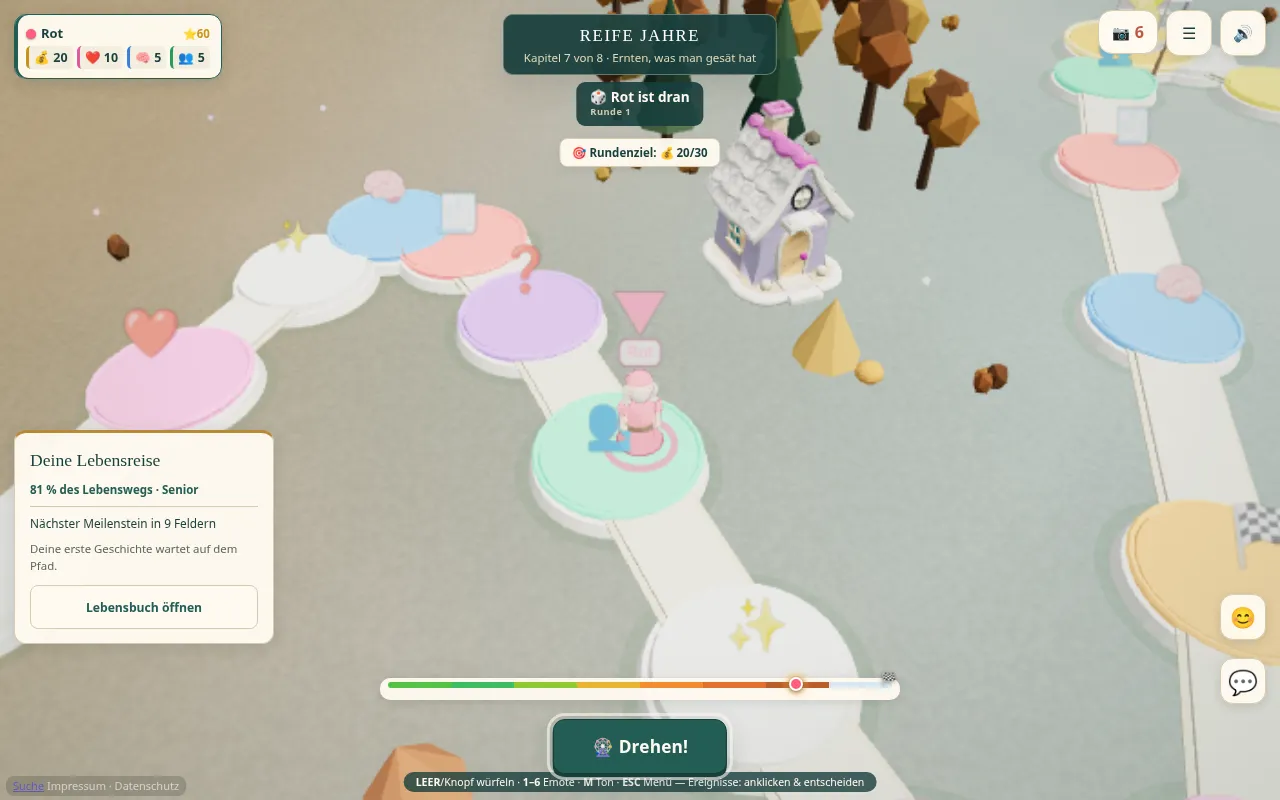 Rot
60
20
10
5
5
REIFE JAHRE
Kapitel 7 von 8 · Ernten, was man gesät hat
Rot ist dran
Runde 1
Rundenziel: 20/30
6
Deine Lebensreise
81 % des Lebenswegs · Senior
Nächster Meilenstein in 9 Feldern
Deine erste Geschichte wartet auf dem
Pfad.
Lebensbuch öffnen
Drehen!
LEER/Knopf würfeln · 1–6 Emote · M Ton · ESC Menü — Ereignisse: anklicken & entscheiden
Suche Impressum · Datenschutz